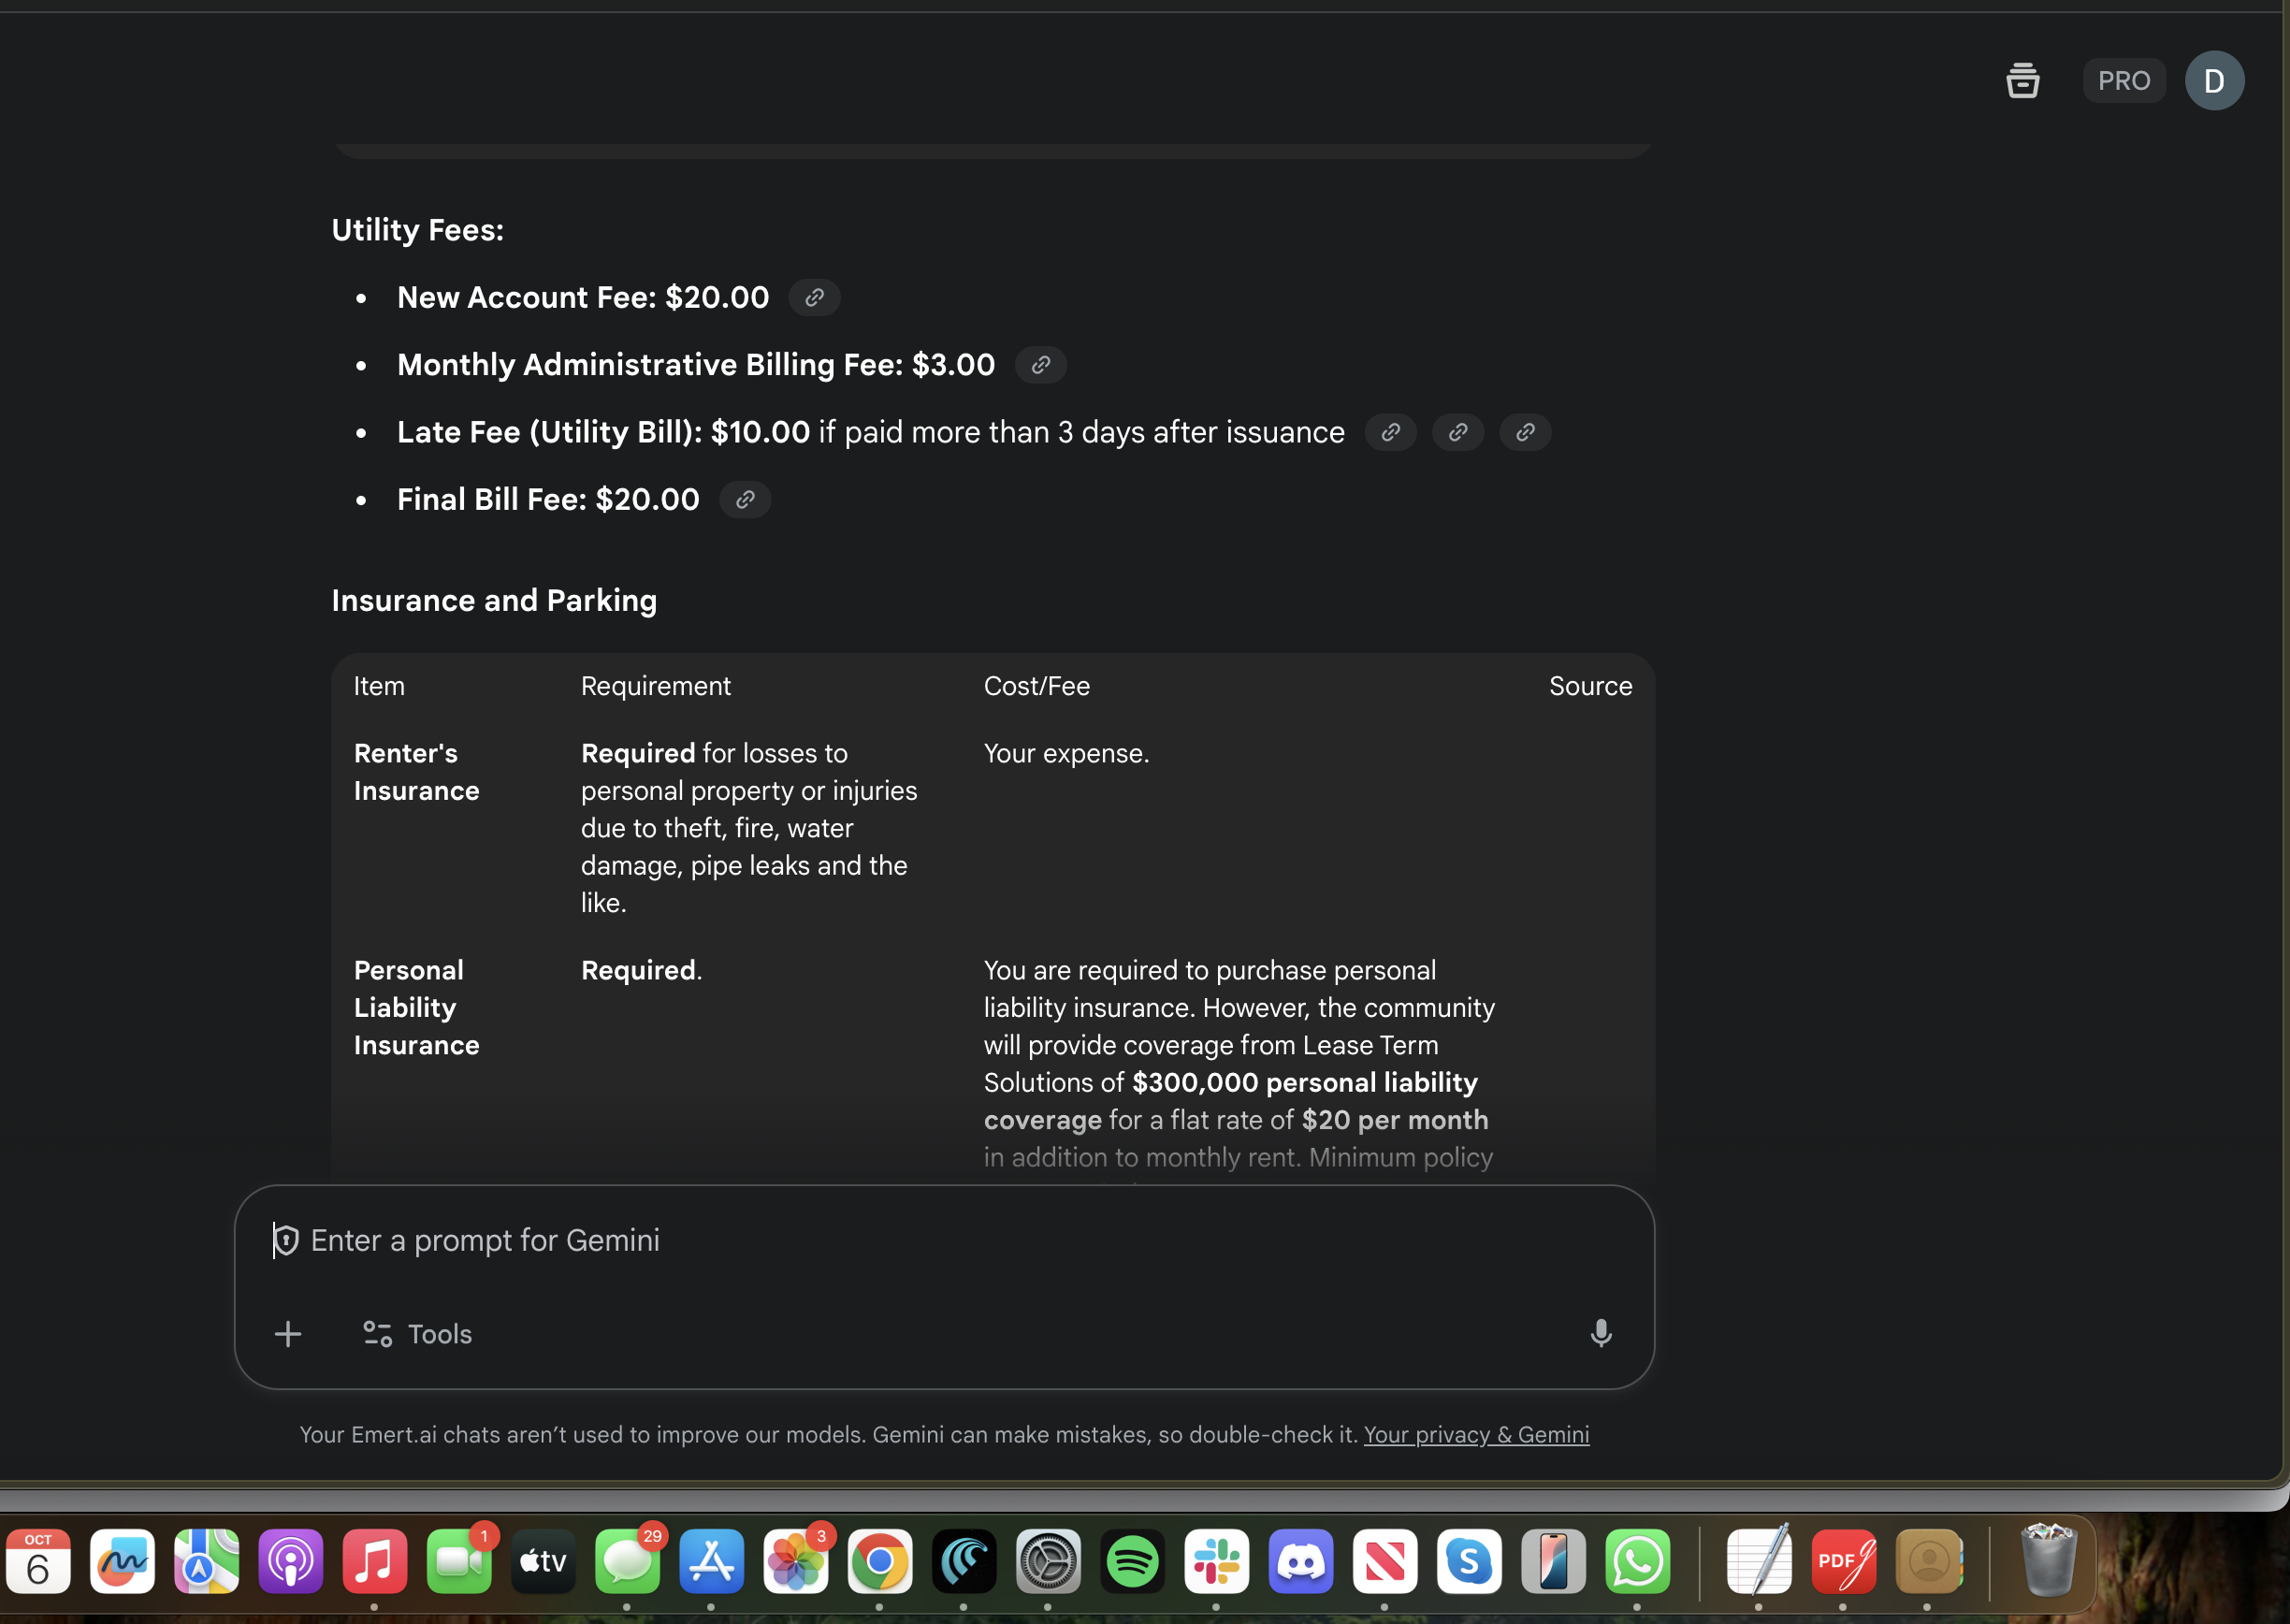 PRO
D
Utility Fees:
• New Account Fee: $20.00
• Monthly Administrative Billing Fee: $3.00
• Late Fee (Utility Bill): $10.00 if paid more than 3 days after issuance
• Final Bill Fee: $20.00
Insurance and Parking
Item Requirement Cost/Fee Source
Renter's
Insurance
Required for losses to
personal property or injuries
due to theft, fire, water
damage, pipe leaks and the
like.
Your expense.
Personal
Liability
Insurance
Required.
You are required to purchase personal
liability insurance. However, the community
will provide coverage from Lease Term
Solutions of $300,000 personal liability
coverage for a flat rate of $20 per month
in addition to monthly rent. Minimum policy
Enter a prompt for Gemini
Tools
Your Emert.ai chats aren’t used to improve our models. Gemini can make mistakes, so double-check it. Your privacy & Gemini
OCT
6
1
tv
29
3
S
PDF